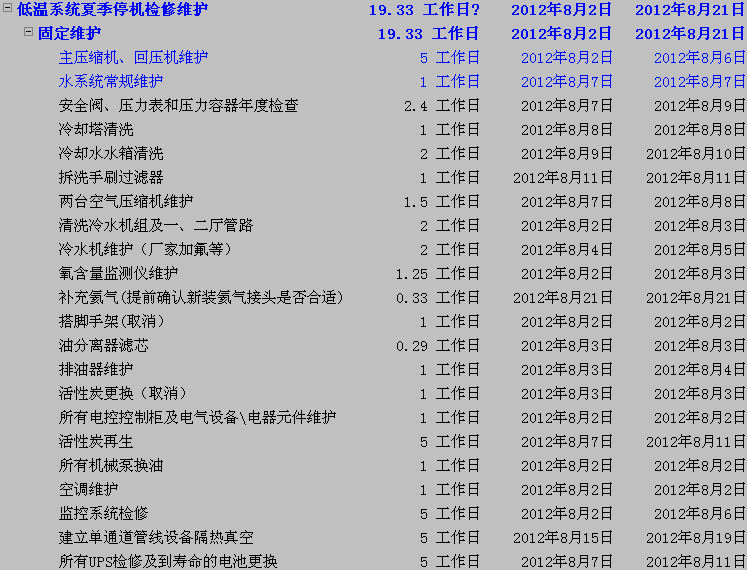 低温系统夏季停机检修维护 19.33 工作日? 2012年8月2日 2012年8月21日
固定维护 19.33 工作日 2012年8月2日 2012年8月21日
主压缩机、回压机维护 5 工作日 2012年8月2日 2012年8月6日
水系统常规维护 1 工作日 2012年8月7日 2012年8月7日
安全阀、压力表和压力容器年度检查 2.4 工作日 2012年8月7日 2012年8月9日
冷却塔清洗 1 工作日 2012年8月8日 2012年8月8日
冷却水水箱清洗 2 工作日 2012年8月9日 2012年8月10日
拆洗手刷过滤器 1 工作日 2012年8月11日 2012年8月11日
两台空气压缩机维护 1.5 工作日 2012年8月7日 2012年8月8日
清洗冷水机组及一、二厅管路 2 工作日 2012年8月2日 2012年8月3日
冷水机维护（厂家加氟等） 2 工作日 2012年8月4日 2012年8月5日
氧含量监测仪维护 1.25 工作日 2012年8月2日 2012年8月3日
补充氦气(提前确认新装氦气接头是否合适） 0.33 工作日 2012年8月21日 2012年8月21日
搭脚手架(取消） 1 工作日 2012年8月2日 2012年8月2日
油分离器滤芯 0.29 工作日 2012年8月3日 2012年8月3日
排油器维护 1 工作日 2012年8月3日 2012年8月4日
活性炭更换（取消） 1 工作日 2012年8月3日 2012年8月3日
所有电控控制柜及电气设备\电器元件维护 1 工作日 2012年8月2日 2012年8月2日
活性炭再生 5 工作日 2012年8月7日 2012年8月11日
所有机械泵换油 1 工作日 2012年8月2日 2012年8月2日
空调维护 1 工作日 2012年8月2日 2012年8月2日
监控系统检修 5 工作日 2012年8月2日 2012年8月6日
建立单通道管线设备隔热真空 5 工作日 2012年8月15日 2012年8月19日
所有UPS检修及到寿命的电池更换 5 工作日 2012年8月7日 2012年8月11日